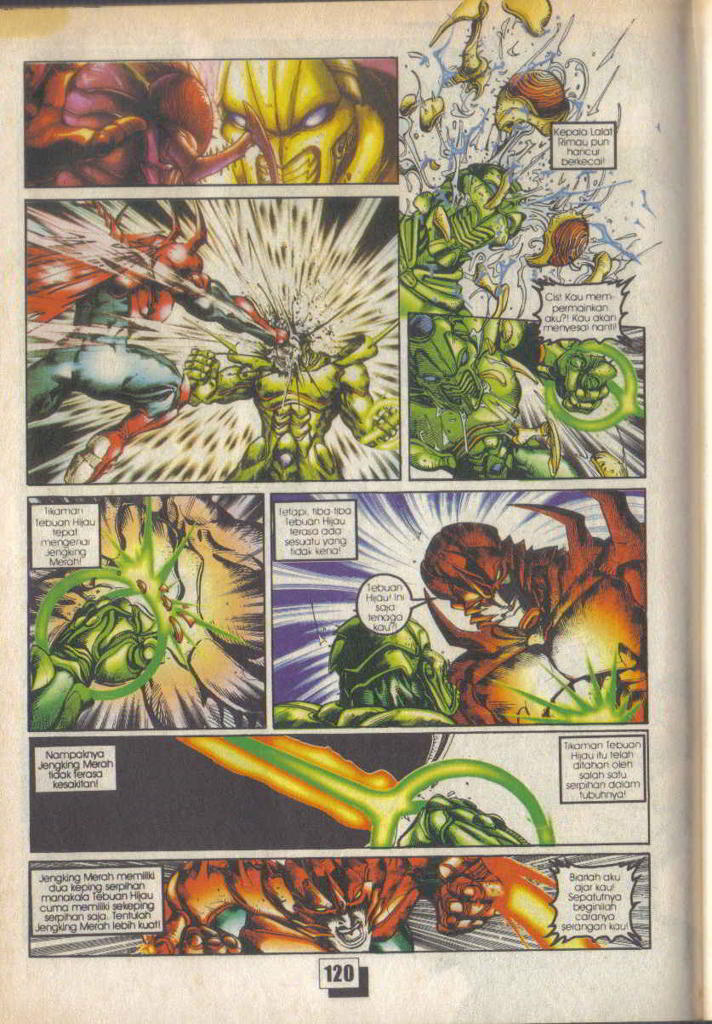 Kepala Lalat
Rimau pun
hancur
berkecai!
Cis! Kau mem-
permainkan
aku?! Kau akan
menyesal nanti!
Tikaman
Tebuan Hijau
tepat
mengenai
Jengking
Merah!
Tetapi, tiba-tiba
Tebuan Hijau
terasa ada
sesuatu yang
tidak kena!
Tebuan
Hijau! Ini
saja
tenaga
kau?!
Nampaknya
Jengking Merah
tidak terasa
kesakitan!
Tikaman Tebuan
Hijau itu telah
ditahan oleh
salah satu
serpihan dalam
tubuhnya!
Jengking Merah memiliki
dua keping serpihan
manakala Tebuan Hijau
cuma memiliki sekeping
serpihan saja. Tentulah
Jengking Merah lebih kuat!
Biarlah aku
ajar kau!
Sepatutnya
beginilah
caranya
serangan kau!
120